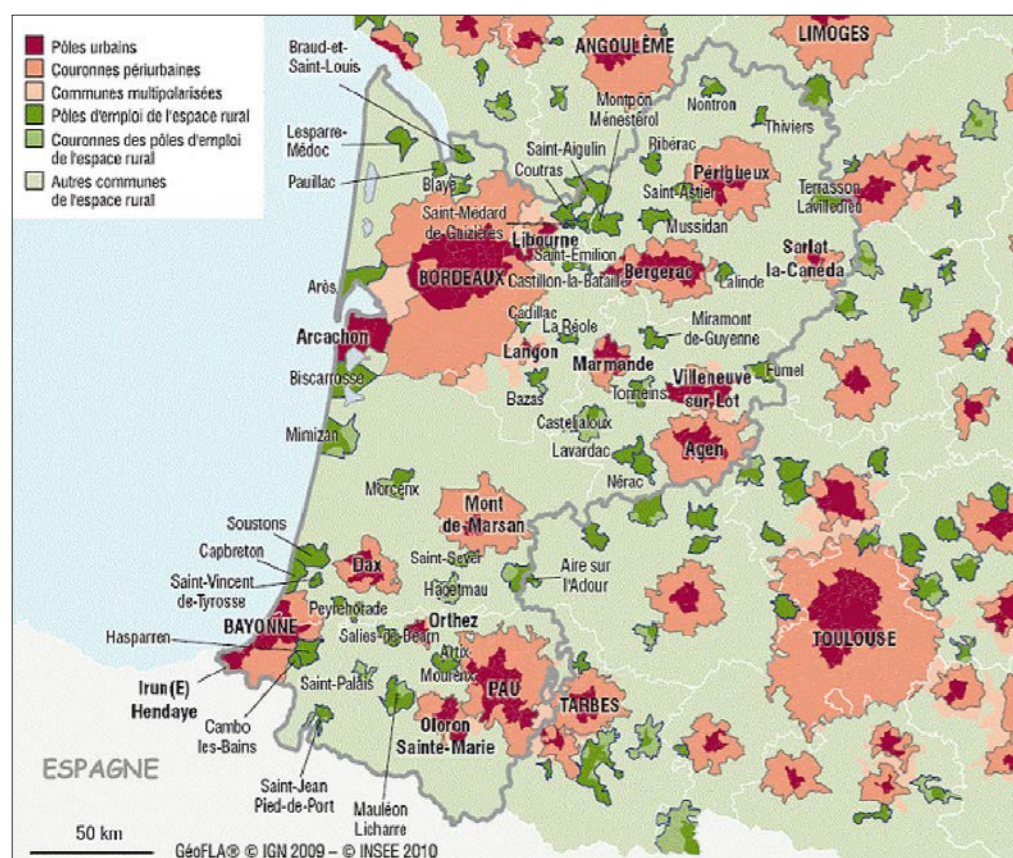 Pôles urbains
Couronnes périurbaines
Communes multipolarisées
Pôles d'emploi de l'espace rural
Couronnes des pôles d'emploi
de l'espace rural
Autres communes
de l'espace rural
Braud-et-
Saint-Louis
ANGOULÊME
LIMOGES
Montpon
Ménestérol
Nontron
Thiviers
Lesparre-
Médoc
Saint-Aigulin
Ribérac
Coutras
Périgueux
Pauillac
Blaye
Saint-Astier
Terrasson
Lavilledieu
Saint-Médard
de-Guizières
Mussidan
Libourne
Saint-Emilion
Sarlat
la-Canéda
BORDEAUX
Bergerac
Castillon-la-Bataille
Lalinde
Arès
Cadillac
La Réole
Miramont
de-Guyenne
Arcachon
Langon
Marmande
Biscarrosse
Villeneuve
sur-Lot
Fumel
Bazas
Tonneins
Casteljaloux
Mimizan
Lavardac
Agen
Nérac
Morcenx
Mont
de-Marsan
Soustons
Capbreton
Saint-Sever
Aire sur
l'Adour
Saint-Vincent
de-Tyrosse
Dax
Hagetmau
Peyrehorade
BAYONNE
Orthez
Hasparren
Salies-de-Béarn
TOULOUSE
Artix
Mourenx
Saint-Palais
PAU
TARBES
Irun(E)
Hendaye
Oloron
Sainte-Marie
Cambo
les-Bains
ESPAGNE
Saint-Jean
Pied-de-Port
Mauléon
Licharre
50 km
GéoFLA® © IGN 2009 – © INSEE 2010